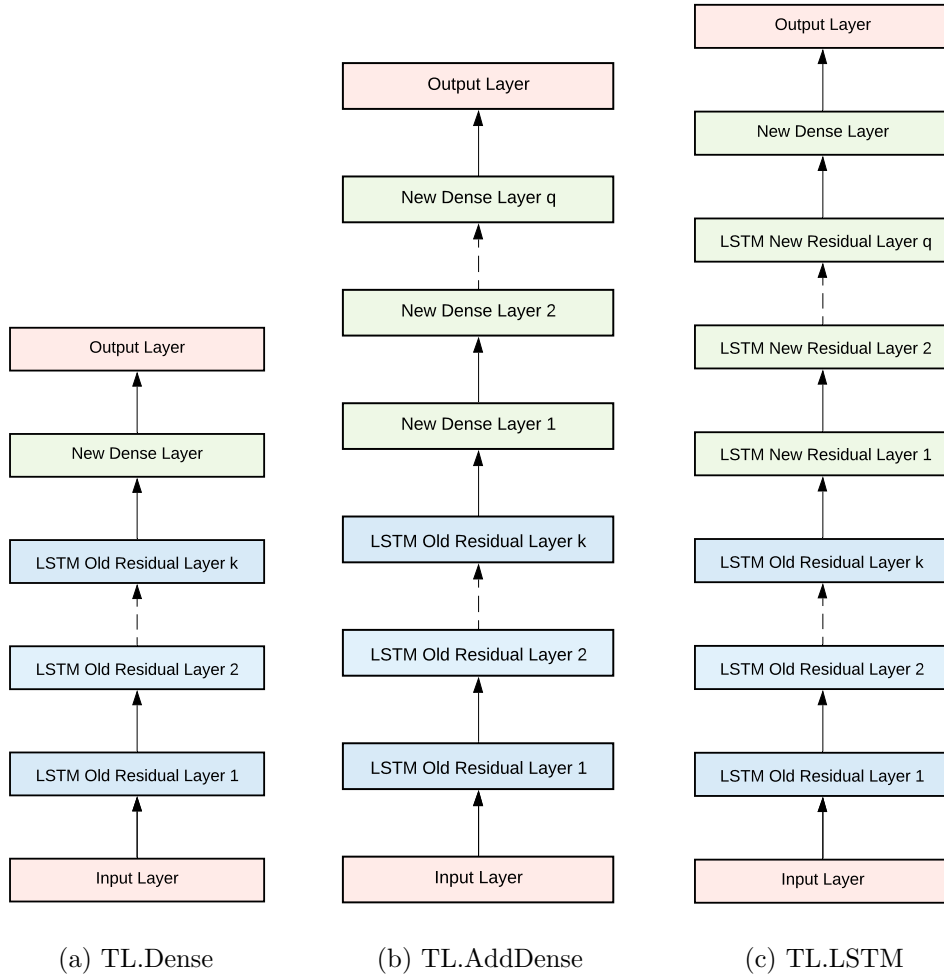 Output Layer
New Dense Layer
LSTM Old Residual Layer k
LSTM Old Residual Layer 2
LSTM Old Residual Layer 1
Input Layer
(a) TL.Dense
Output Layer
New Dense Layer q
New Dense Layer 2
New Dense Layer 1
LSTM Old Residual Layer k
LSTM Old Residual Layer 2
LSTM Old Residual Layer 1
Input Layer
(b) TL.AddDense
Output Layer
New Dense Layer
LSTM New Residual Layer q
LSTM New Residual Layer 2
LSTM New Residual Layer 1
LSTM Old Residual Layer k
LSTM Old Residual Layer 2
LSTM Old Residual Layer 1
Input Layer
(c) TL.LSTM